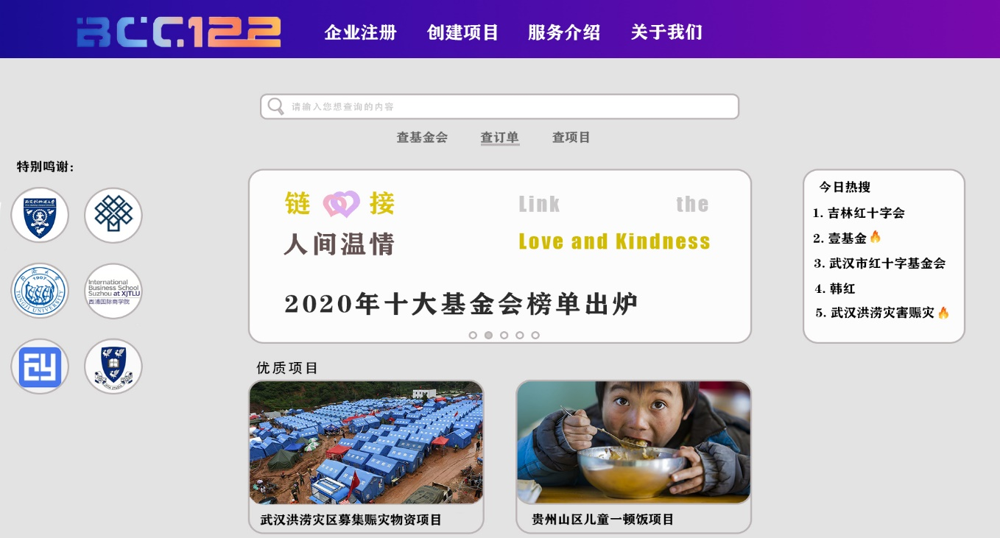 BCC.122
企业注册 创建项目 服务介绍 关于我们
请输入您想查询的内容
查基金会 查订单 查项目
特别鸣谢:
1907
TONGJI UNIVERSITY
International
Business School
Suzhou at XJTLU
西浦国际商学院
链 接
人间温情
Link the
Love and Kindness
2020年十大基金会榜单出炉
今日热搜
1. 吉林红十字会
2. 壹基金
3. 武汉市红十字基金会
4. 韩红
5. 武汉洪涝灾害赈灾
优质项目
武汉洪涝灾区募集赈灾物资项目
贵州山区儿童一顿饭项目